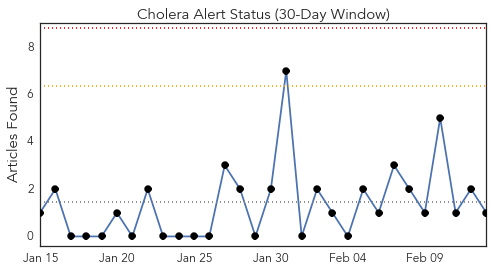 Cholera Alert Status (30-Day Window)
Articles Found
8
6
4
2
0
Jan 15 Jan 20 Jan 25 Jan 30 Feb 04 Feb 09